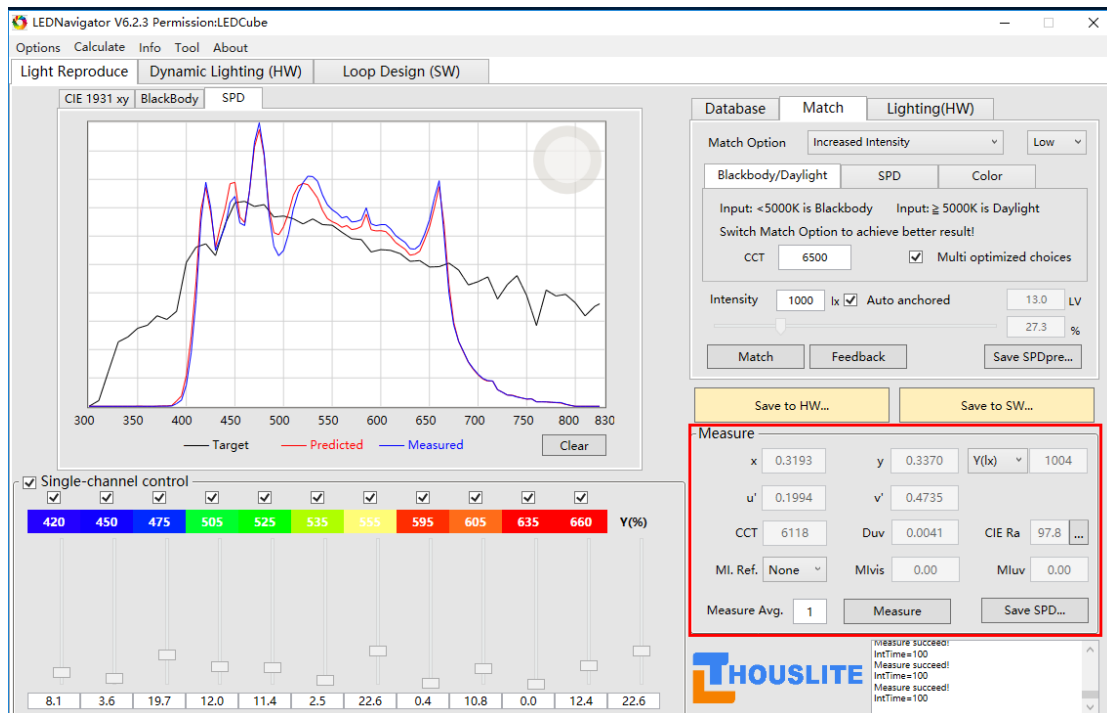 LEDNavigator V6.2.3 Permission:LEDCube
Options Calculate Info Tool About
Light Reproduce Dynamic Lighting (HW) Loop Design (SW)
CIE 1931 xy BlackBody SPD
300 350 400 450 500 550 600 650 700 750 800 830
Target Predicted Measured Clear
Single-channel control
420 450 475 505 525 535 555 595 605 635 660 Y(%)
8.1 3.6 19.7 12.0 11.4 2.5 22.6 0.4 10.8 0.0 12.4 22.6
Database Match Lighting(HW)
Match Option Increased Intensity Low
Blackbody/Daylight SPD Color
Input: <5000K is Blackbody Input: ≧ 5000K is Daylight
Switch Match Option to achieve better result!
CCT 6500 Multi optimized choices
Intensity 1000 lx Auto anchored 13.0 LV
27.3 %
Match Feedback Save SPDpre...
Save to HW... Save to SW...
Measure
x 0.3193 y 0.3370 Y(lx) 1004
u' 0.1994 v' 0.4735
CCT 6118 Duv 0.0041 CIE Ra 97.8 ...
MI. Ref. None MIvis 0.00 MIuv 0.00
Measure Avg. 1 Measure Save SPD...
THOUSLITE
Measure succeed!
IntTime=100
Measure succeed!
IntTime=100
Measure succeed!
IntTime=100